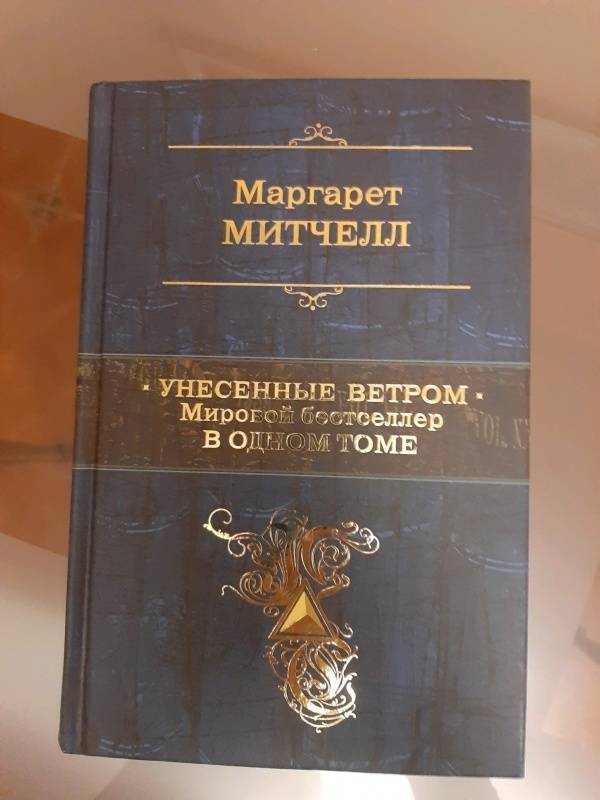 Маргарет
МИТЧЕЛЛ
· УНЕСЕННЫЕ ВЕТРОМ ·
Мировой бестселлер
В ОДНОМ ТОМЕ